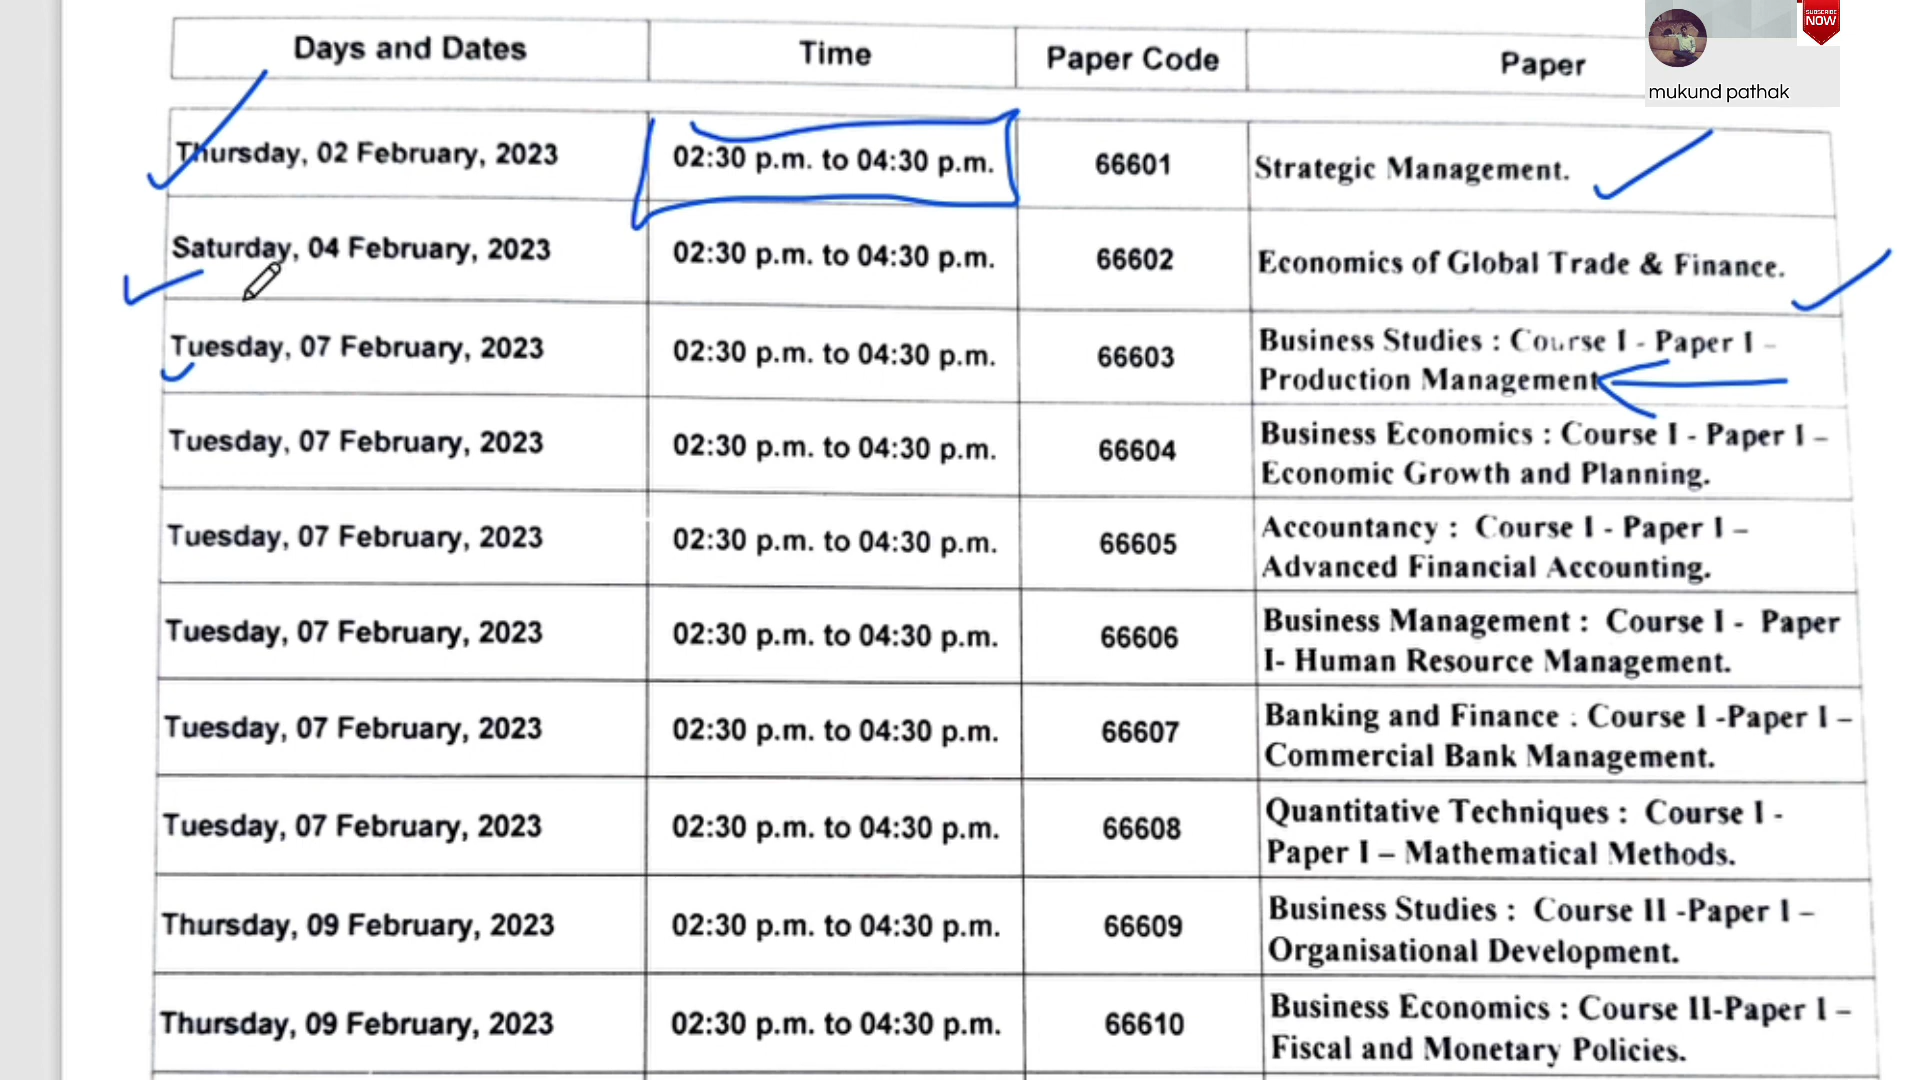 SUBSCRIBE
NOW
mukund pathak
Days and Dates Time Paper Code Paper
Thursday, 02 February, 2023 02:30 p.m. to 04:30 p.m. 66601 Strategic Management.
Saturday, 04 February, 2023 02:30 p.m. to 04:30 p.m. 66602 Economics of Global Trade & Finance.
Tuesday, 07 February, 2023 02:30 p.m. to 04:30 p.m. 66603 Business Studies : Course I - Paper I –
Production Management
Tuesday, 07 February, 2023 02:30 p.m. to 04:30 p.m. 66604 Business Economics : Course I - Paper I –
Economic Growth and Planning.
Tuesday, 07 February, 2023 02:30 p.m. to 04:30 p.m. 66605 Accountancy : Course I - Paper I –
Advanced Financial Accounting.
Tuesday, 07 February, 2023 02:30 p.m. to 04:30 p.m. 66606 Business Management : Course I - Paper
I- Human Resource Management.
Tuesday, 07 February, 2023 02:30 p.m. to 04:30 p.m. 66607 Banking and Finance : Course I -Paper I –
Commercial Bank Management.
Tuesday, 07 February, 2023 02:30 p.m. to 04:30 p.m. 66608 Quantitative Techniques : Course I -
Paper I – Mathematical Methods.
Thursday, 09 February, 2023 02:30 p.m. to 04:30 p.m. 66609 Business Studies : Course II -Paper I –
Organisational Development.
Thursday, 09 February, 2023 02:30 p.m. to 04:30 p.m. 66610 Business Economics : Course II-Paper I –
Fiscal and Monetary Policies.